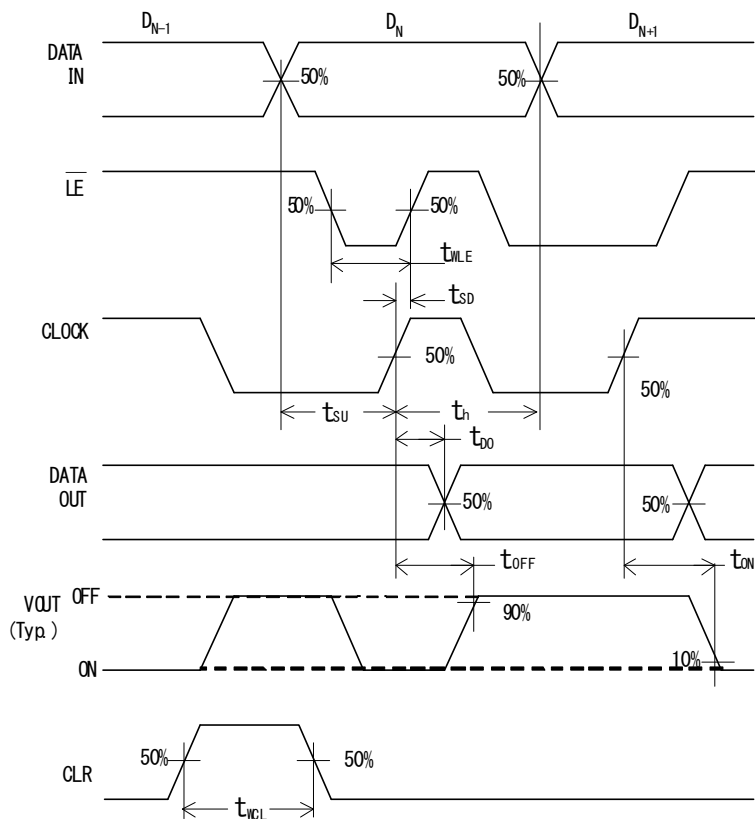 D_N-1 D_N D_N+1
DATA IN
50% 50%
LE
50% 50%
t_WLE
t_SD
CLOCK
50% 50%
t_SU t_h
t_DO
DATA OUT
50% 50%
t_OFF t_ON
VOUT (Typ.)
OFF
90%
10%
ON
50% 50%
CLR
t_WCL